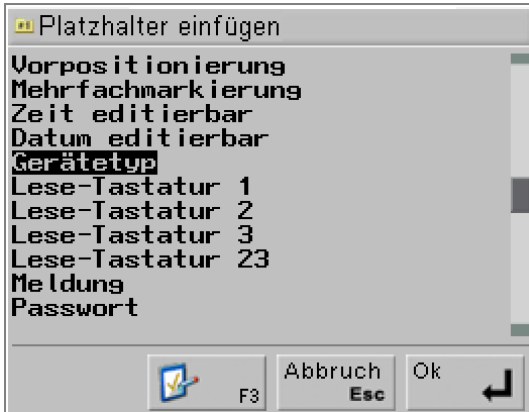 Platzhalter einfügen
Vorpositionierung
Mehrfachmarkierung
Zeit editierbar
Datum editierbar
Gerätetyp
Lese-Tastatur 1
Lese-Tastatur 2
Lese-Tastatur 3
Lese-Tastatur 23
Meldung
Passwort
F3
Abbruch
Esc
Ok